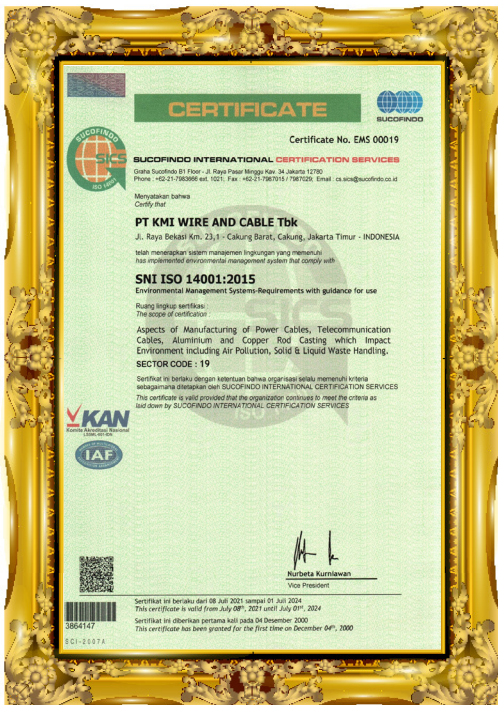 CERTIFICATE
SUCOFINDO
Certificate No. EMS 00019
SUCOFINDO
SICS
ISO 14001
SUCOFINDO INTERNATIONAL CERTIFICATION SERVICES
Graha Sucofindo B1 Floor - Jl. Raya Pasar Minggu Kav. 34 Jakarta 12780
Phone : +62-21-7983666 ext. 1021; Fax : +62-21-7987015 / 7987029; Email : cs.sics@sucofindo.co.id
Menyatakan bahwa
Certify that
PT KMI WIRE AND CABLE Tbk
Jl. Raya Bekasi Km. 23,1 - Cakung Barat, Cakung, Jakarta Timur - INDONESIA
telah menerapkan sistem manajemen lingkungan yang memenuhi
has implemented environmental management system that comply with
SNI ISO 14001:2015
Environmental Management Systems-Requirements with guidance for use
Ruang lingkup sertifikasi :
The scope of certification :
Aspects of Manufacturing of Power Cables, Telecommunication
Cables, Aluminium and Copper Rod Casting which Impact
Environment including Air Pollution, Solid & Liquid Waste Handling.
SECTOR CODE : 19
Sertifikat ini berlaku dengan ketentuan bahwa organisasi selalu memenuhi kriteria
sebagaimana ditetapkan oleh SUCOFINDO INTERNATIONAL CERTIFICATION SERVICES
This certificate is valid provided that the organization continues to meet the criteria as
laid down by SUCOFINDO INTERNATIONAL CERTIFICATION SERVICES
KAN
Komite Akreditasi Nasional
LSSML-001-IDN
IAF
Nurbeta Kurniawan
Vice President
Sertifikat ini berlaku dari 08 Juli 2021 sampai 01 Juli 2024
This certificate is valid from July 08th, 2021 until July 01st, 2024
Sertifikat ini diberikan pertama kali pada 04 Desember 2000
This certificate has been granted for the first time on December 04th, 2000
3864147
SCI-2007A